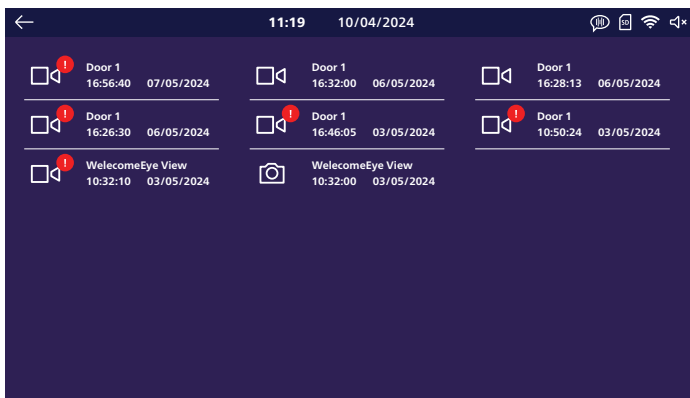 11:19 10/04/2024
SD
Door 1
16:56:40 07/05/2024
Door 1
16:32:00 06/05/2024
Door 1
16:28:13 06/05/2024
Door 1
16:26:30 06/05/2024
Door 1
16:46:05 03/05/2024
Door 1
10:50:24 03/05/2024
WelecomeEye View
10:32:10 03/05/2024
WelecomeEye View
10:32:00 03/05/2024